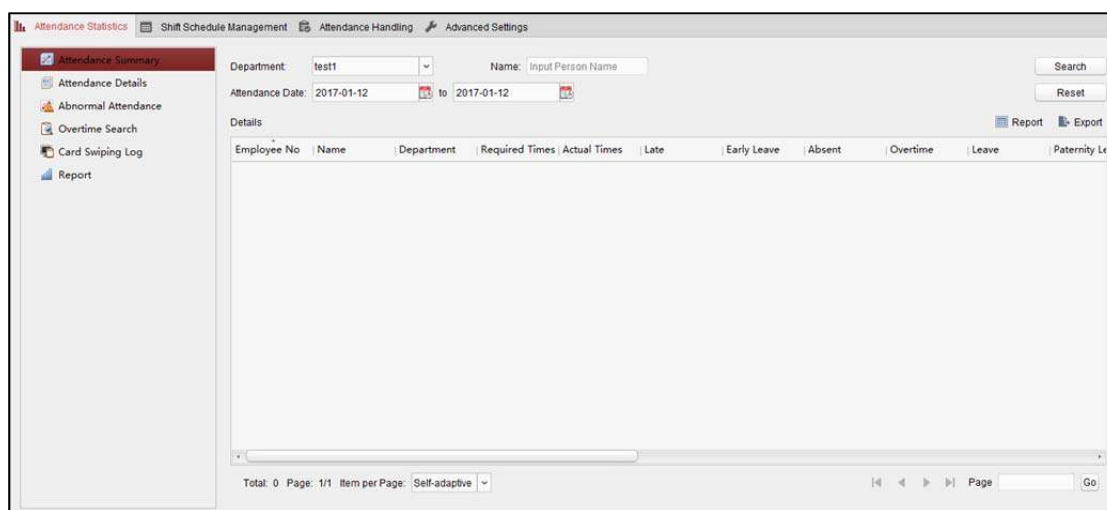 Attendance Statistics Shift Schedule Management Attendance Handling Advanced Settings
Attendance Summary
Attendance Details
Abnormal Attendance
Overtime Search
Card Swiping Log
Report
Department: test1 Name: Input Person Name Search
Attendance Date: 2017-01-12 to 2017-01-12 Reset
Details Report Export
Employee No Name Department Required Times Actual Times Late Early Leave Absent Overtime Leave Paternity Le
Total: 0 Page: 1/1 Item per Page: Self-adaptive Page Go